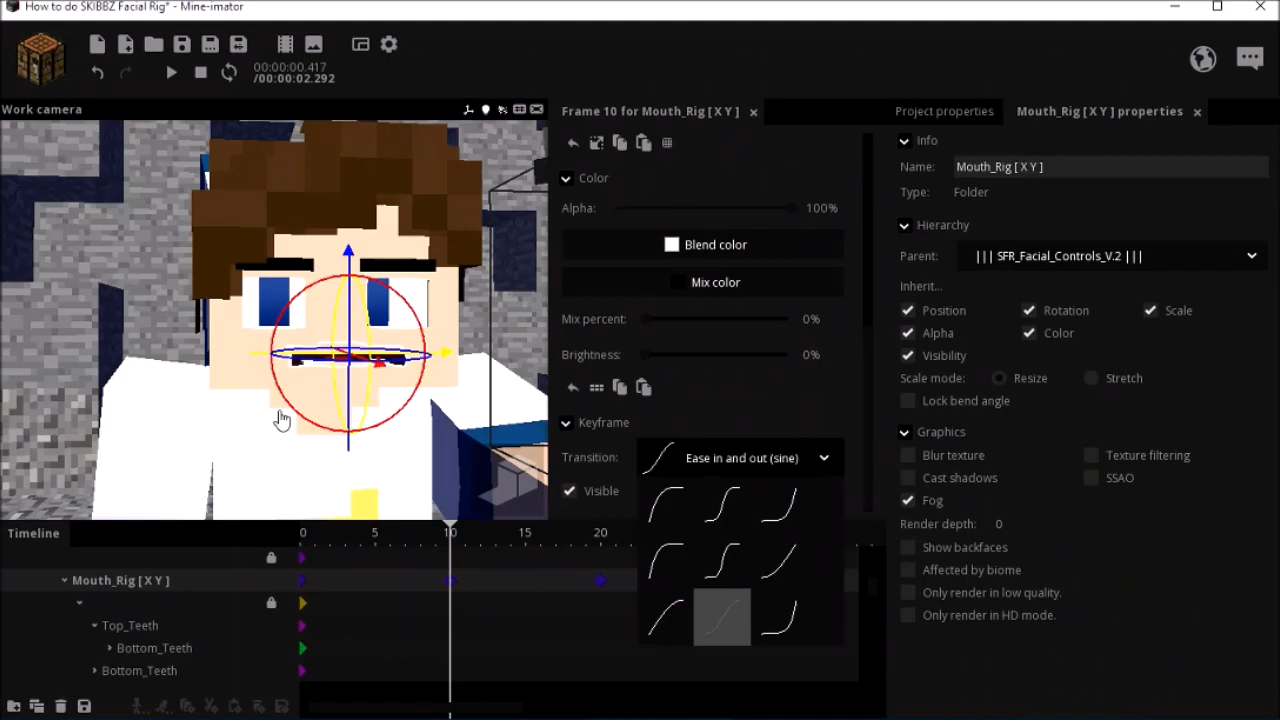 How to do SKIBBZ Facial Rig* - Mine-imator
00:00:00.417
/00:00:02.292
Work camera
Frame 10 for Mouth_Rig [ X Y ]
Color
Alpha:
100%
Blend color
Mix color
Mix percent:
0%
Brightness:
0%
Keyframe
Transition:
Ease in and out (sine)
Visible
Project properties
Mouth_Rig [ X Y ] properties
Info
Name:
Mouth_Rig [ X Y ]
Type:
Folder
Hierarchy
Parent:
||| SFR_Facial_Controls_V.2 |||
Inherit...
Position
Rotation
Scale
Alpha
Color
Visibility
Scale mode:
Resize
Stretch
Lock bend angle
Graphics
Blur texture
Texture filtering
Cast shadows
SSAO
Fog
Render depth:
0
Show backfaces
Affected by biome
Only render in low quality.
Only render in HD mode.
Timeline
0 5 10 15 20
Mouth_Rig [ X Y ]
Top_Teeth
Bottom_Teeth
Bottom_Teeth